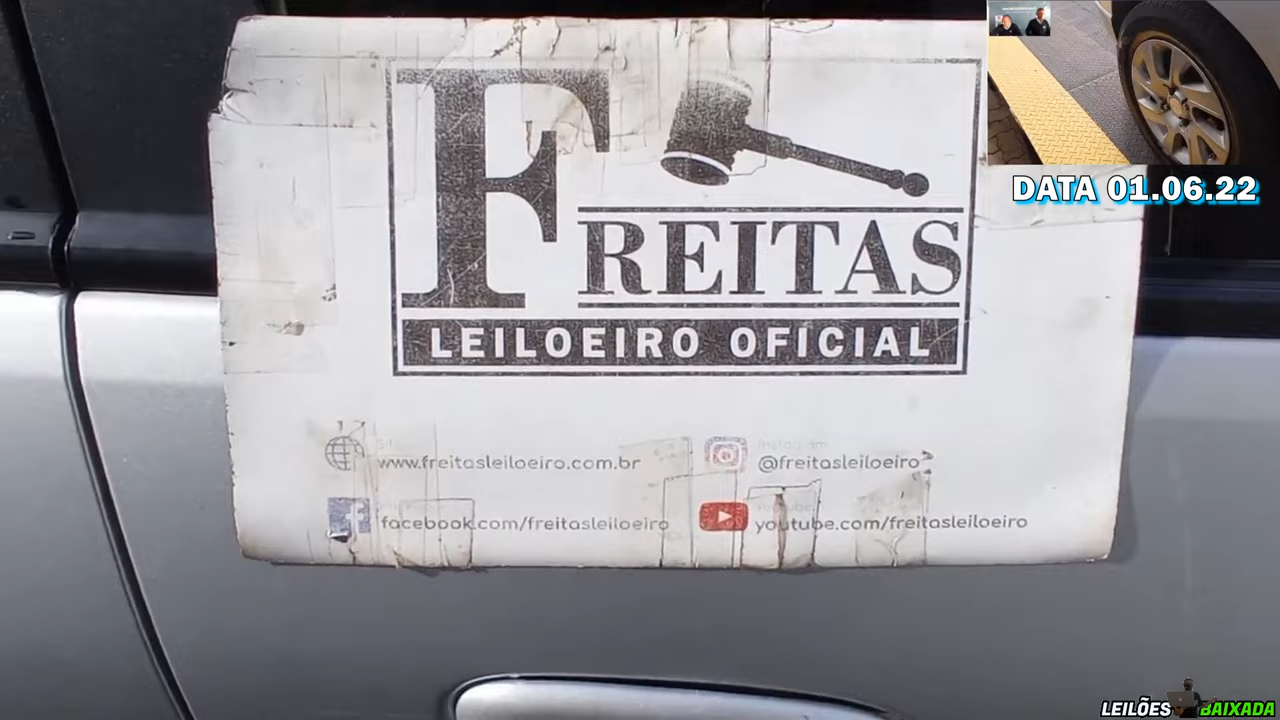 FREITAS
LEILOEIRO OFICIAL
www.freitasleiloeiro.com.br
Instagram
@freitasleiloeiro
facebook.com/freitasleiloeiro
youtube.com/freitasleiloeiro
DATA 01.06.22
LEILÕES BAIXADA